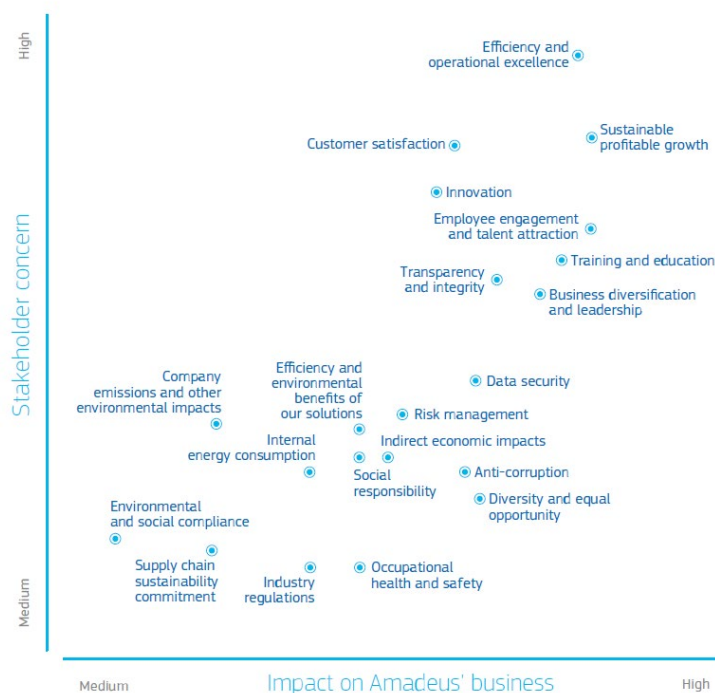 High
Efficiency and
operational excellence
Sustainable
profitable growth
Customer satisfaction
Innovation
Employee engagement
and talent attraction
Training and education
Transparency
and integrity
Business diversification
and leadership
Stakeholder concern
Company
emissions and other
environmental impacts
Efficiency and
environmental
benefits of
our solutions
Data security
Risk management
Internal
energy consumption
Indirect economic impacts
Social
responsibility
Anti-corruption
Diversity and equal
opportunity
Environmental
and social compliance
Supply chain
sustainability
commitment
Industry
regulations
Occupational
health and safety
Medium
Medium
Impact on Amadeus' business
High